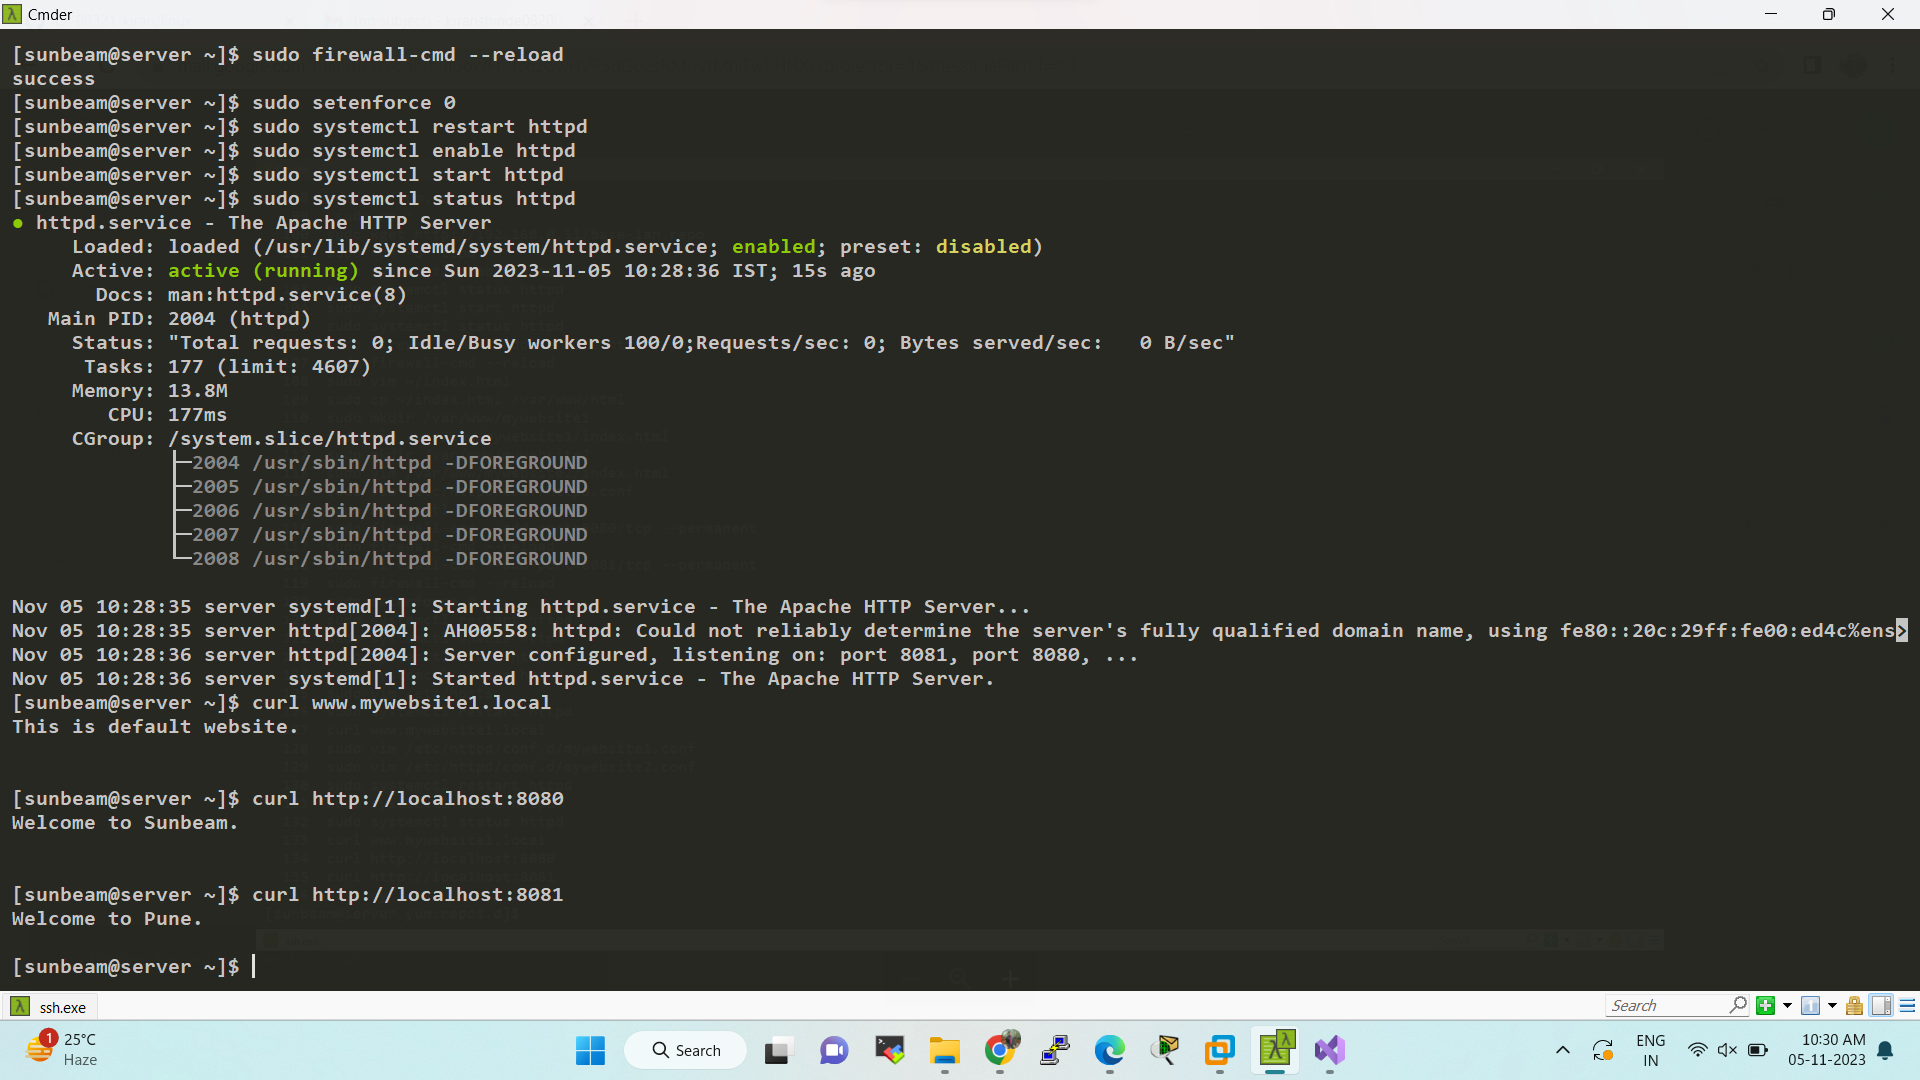 Cmder
[sunbeam@server ~]$ sudo firewall-cmd --reload
success
[sunbeam@server ~]$ sudo setenforce 0
[sunbeam@server ~]$ sudo systemctl restart httpd
[sunbeam@server ~]$ sudo systemctl enable httpd
[sunbeam@server ~]$ sudo systemctl start httpd
[sunbeam@server ~]$ sudo systemctl status httpd
● httpd.service - The Apache HTTP Server
     Loaded: loaded (/usr/lib/systemd/system/httpd.service; enabled; preset: disabled)
     Active: active (running) since Sun 2023-11-05 10:28:36 IST; 15s ago
       Docs: man:httpd.service(8)
   Main PID: 2004 (httpd)
     Status: "Total requests: 0; Idle/Busy workers 100/0;Requests/sec: 0; Bytes served/sec:   0 B/sec"
      Tasks: 177 (limit: 4607)
     Memory: 13.8M
        CPU: 177ms
     CGroup: /system.slice/httpd.service
             ├─2004 /usr/sbin/httpd -DFOREGROUND
             ├─2005 /usr/sbin/httpd -DFOREGROUND
             ├─2006 /usr/sbin/httpd -DFOREGROUND
             ├─2007 /usr/sbin/httpd -DFOREGROUND
             └─2008 /usr/sbin/httpd -DFOREGROUND
Nov 05 10:28:35 server systemd[1]: Starting httpd.service - The Apache HTTP Server...
Nov 05 10:28:35 server httpd[2004]: AH00558: httpd: Could not reliably determine the server's fully qualified domain name, using fe80::20c:29ff:fe00:ed4c%ens>
Nov 05 10:28:36 server httpd[2004]: Server configured, listening on: port 8081, port 8080, ...
Nov 05 10:28:36 server systemd[1]: Started httpd.service - The Apache HTTP Server.
[sunbeam@server ~]$ curl www.mywebsite1.local
This is default website.
[sunbeam@server ~]$ curl http://localhost:8080
Welcome to Sunbeam.
[sunbeam@server ~]$ curl http://localhost:8081
Welcome to Pune.
[sunbeam@server ~]$
ssh.exe
Search
1
25°C
Haze
Search
ENG
IN
10:30 AM
05-11-2023